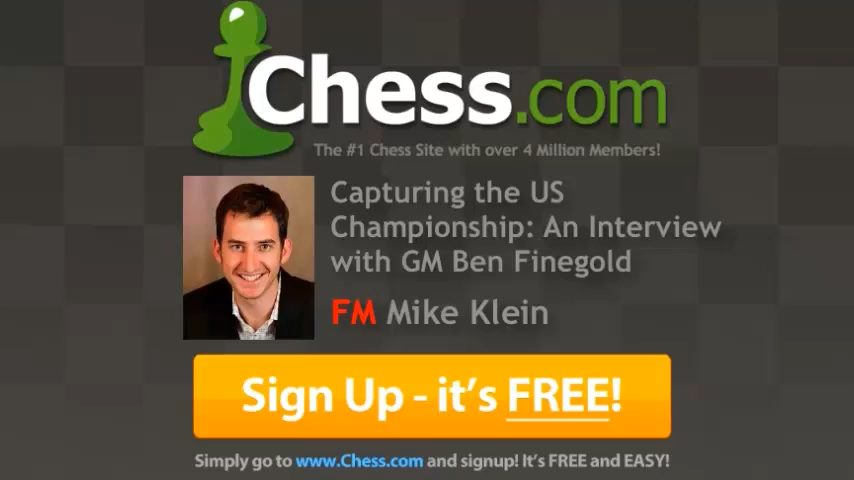 Chess.com
The #1 Chess Site with over 4 Million Members!
Capturing the US
Championship: An Interview
with GM Ben Finegold
FM Mike Klein
Sign Up - it's FREE!
Simply go to www.Chess.com and signup! It's FREE and EASY!